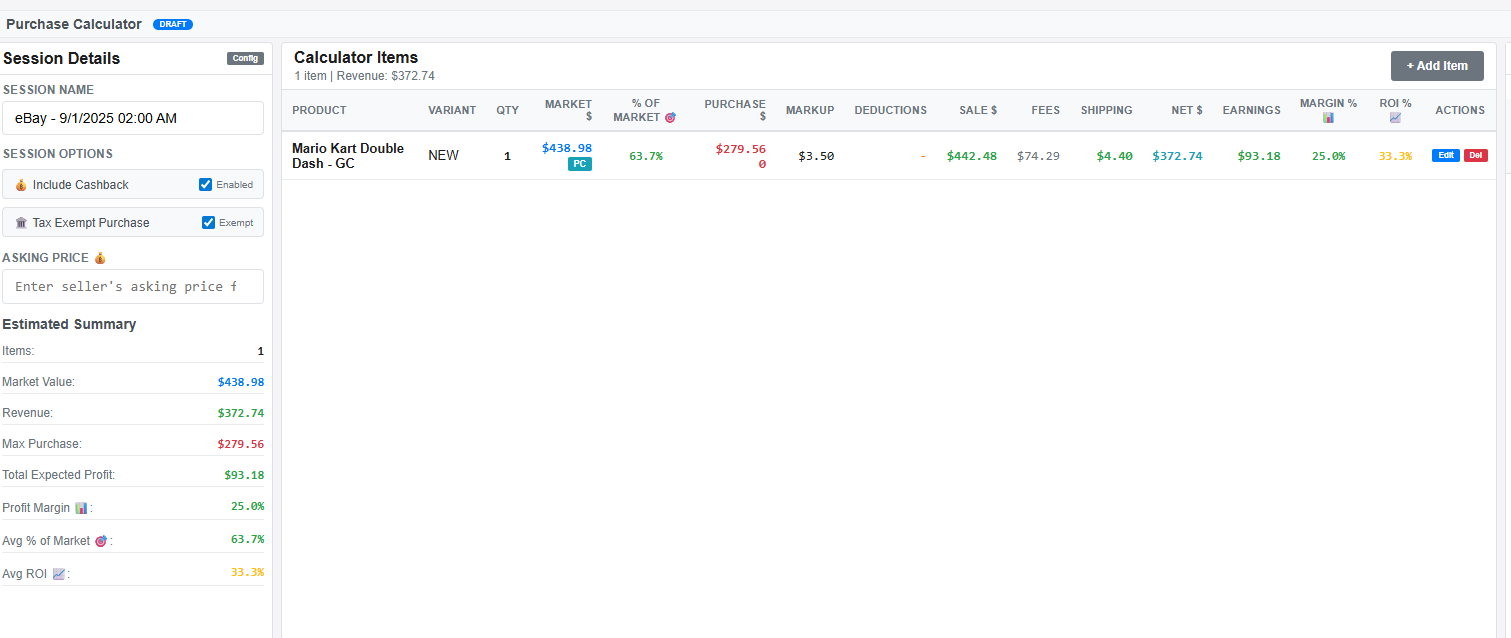 Purchase Calculator DRAFT
Session Details Config
SESSION NAME
eBay - 9/1/2025 02:00 AM
SESSION OPTIONS
Include Cashback Enabled
Tax Exempt Purchase Exempt
ASKING PRICE
Enter seller's asking price f
Estimated Summary
Items: 1
Market Value: $438.98
Revenue: $372.74
Max Purchase: $279.56
Total Expected Profit: $93.18
Profit Margin : 25.0%
Avg % of Market : 63.7%
Avg ROI : 33.3%
Calculator Items
1 item | Revenue: $372.74
+ Add Item
PRODUCT VARIANT QTY MARKET $ % OF MARKET PURCHASE $ MARKUP DEDUCTIONS SALE $ FEES SHIPPING NET $ EARNINGS MARGIN % ROI % ACTIONS
Mario Kart Double Dash - GC NEW 1 $438.98 PC 63.7% $279.56 0 $3.50 - $442.48 $74.29 $4.40 $372.74 $93.18 25.0% 33.3% Edit Del